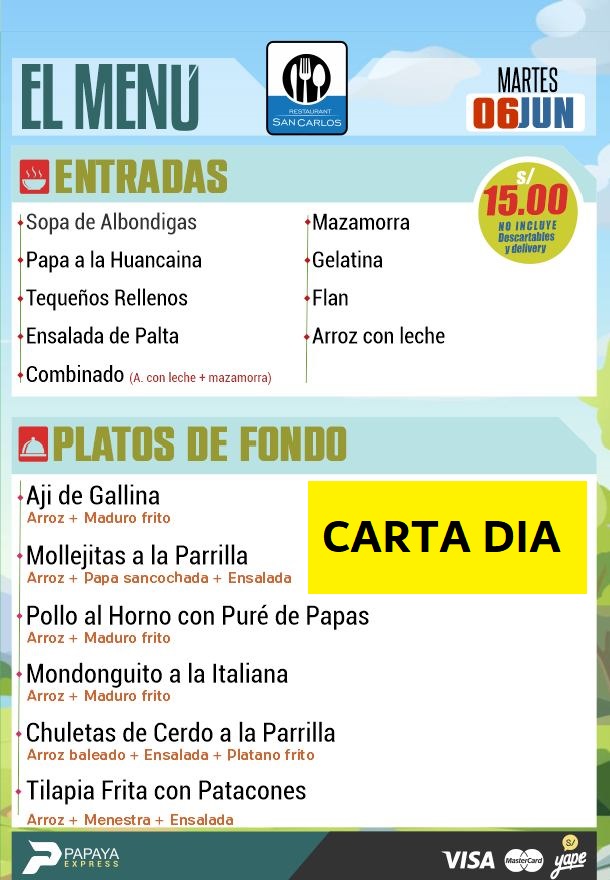 EL MENÚ
RESTAURANT
SAN CARLOS
MARTES
06JUN
ENTRADAS
S/
15.00
NO INCLUYE
Descartables
y delivery
Sopa de Albondigas
Papa a la Huancaina
Tequeños Rellenos
Ensalada de Palta
Combinado (A. con leche + mazamorra)
Mazamorra
Gelatina
Flan
Arroz con leche
PLATOS DE FONDO
CARTA DIA
Aji de Gallina
Arroz + Maduro frito
Mollejitas a la Parrilla
Arroz + Papa sancochada + Ensalada
Pollo al Horno con Puré de Papas
Arroz + Maduro frito
Mondonguito a la Italiana
Arroz + Maduro frito
Chuletas de Cerdo a la Parrilla
Arroz baleado + Ensalada + Platano frito
Tilapia Frita con Patacones
Arroz + Menestra + Ensalada
PAPAYA
EXPRESS
VISA
MasterCard
S/
yape